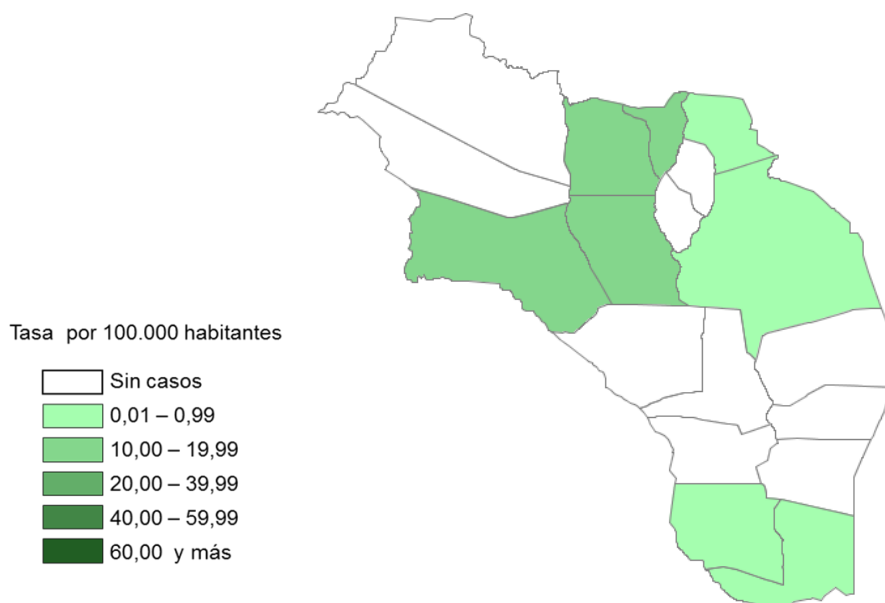 Tasa  por 100.000 habitantes
Sin casos
0,01 – 0,99
10,00 – 19,99
20,00 – 39,99
40,00 – 59,99
60,00  y más